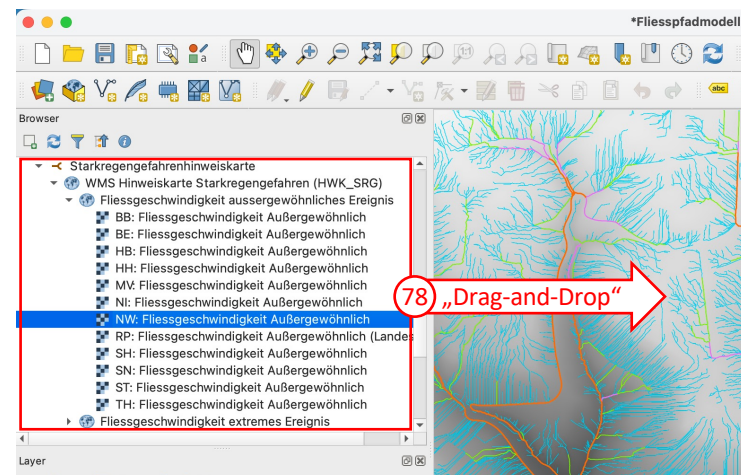 *Fliesspfadmodell
1:1
a
abc
Browser
Starkregengefahrenhinweiskarte
WMS Hinweiskarte Starkregengefahren (HWK_SRG)
Fliessgeschwindigkeit aussergewöhnliches Ereignis
BB: Fliessgeschwindigkeit Außergewöhnlich
BE: Fliessgeschwindigkeit Außergewöhnlich
HB: Fliessgeschwindigkeit Außergewöhnlich
HH: Fliessgeschwindigkeit Außergewöhnlich
MV: Fliessgeschwindigkeit Außergewöhnlich
NI: Fliessgeschwindigkeit Außergewöhnlich
NW: Fliessgeschwindigkeit Außergewöhnlich
RP: Fliessgeschwindigkeit Außergewöhnlich (Landes
SH: Fliessgeschwindigkeit Außergewöhnlich
SN: Fliessgeschwindigkeit Außergewöhnlich
ST: Fliessgeschwindigkeit Außergewöhnlich
TH: Fliessgeschwindigkeit Außergewöhnlich
Fliessgeschwindigkeit extremes Ereignis
78 „Drag-and-Drop“
Layer